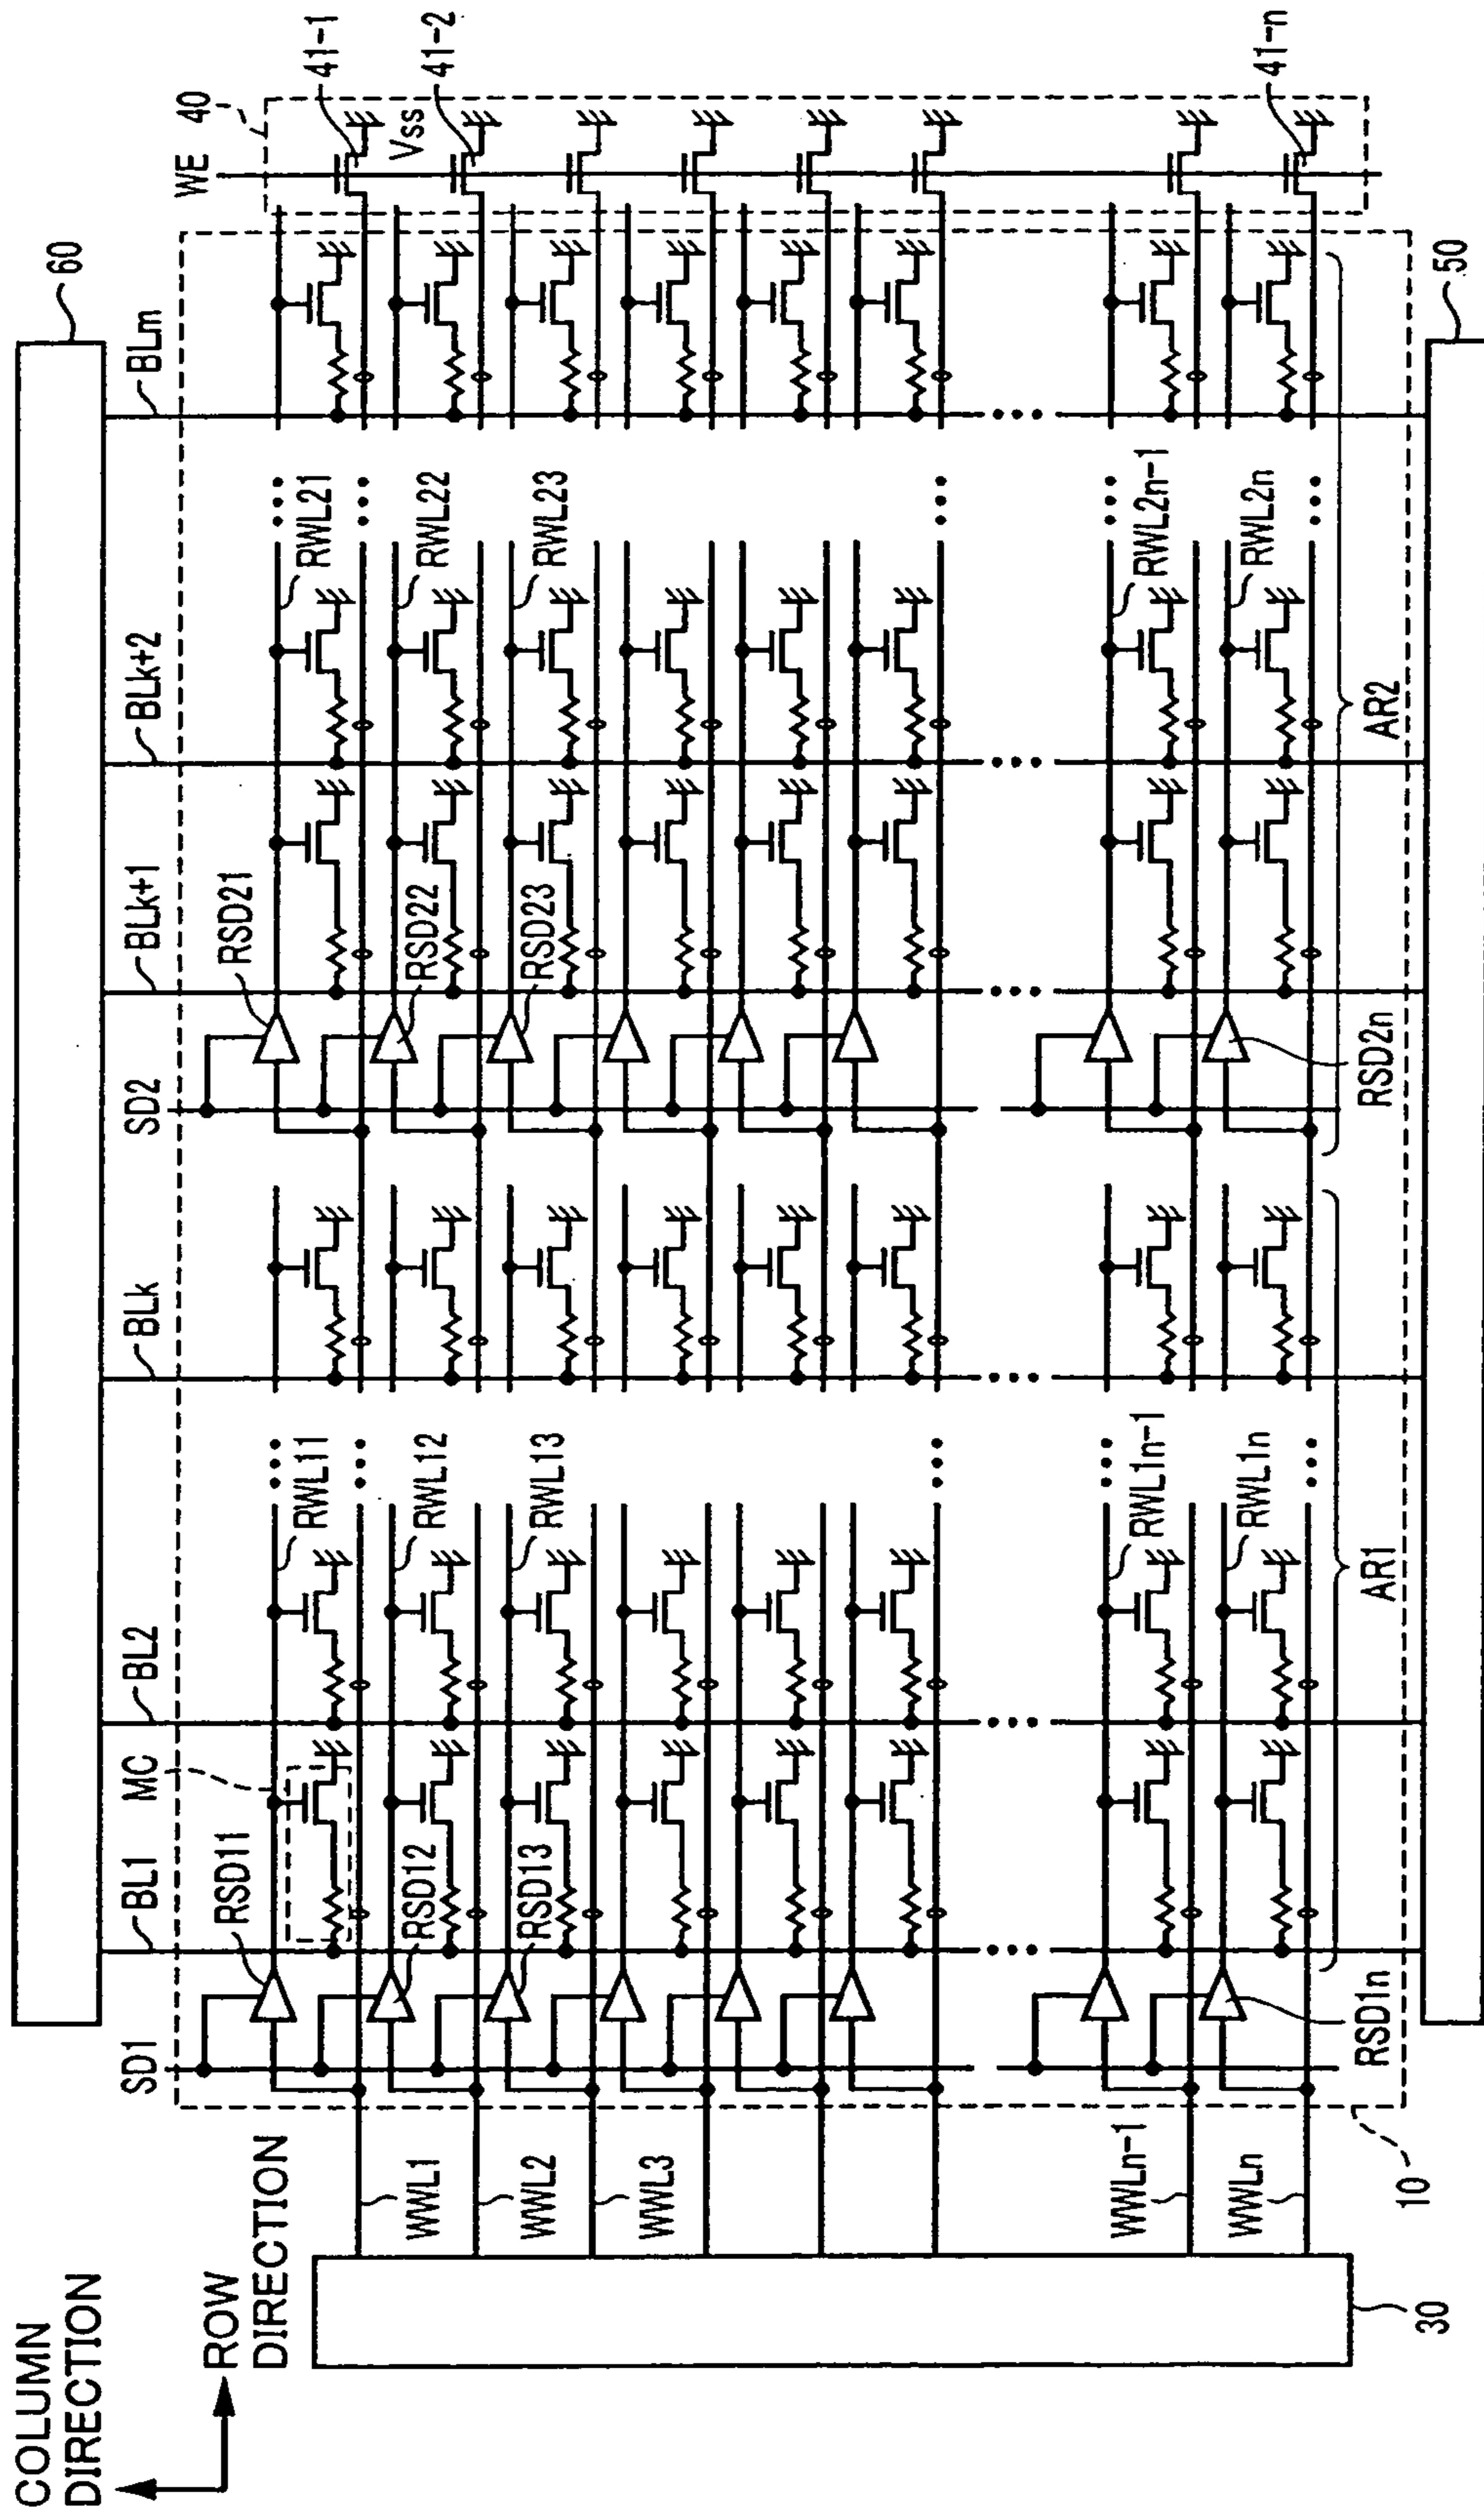 COLUMN
DIRECTION
ROW
DIRECTION
SD1
BL1
MC
BL2
BLk
SD2
BLk+1
BLk+2
BLm
60
WE
40
RSD11
RSD21
41-1
Vss
WWL1
RWL11
RWL21
41-2
RSD12
RSD22
WWL2
RWL12
RWL22
RSD13
RSD23
WWL3
RWL13
RWL23
WWLn-1
RWL1n-1
RWL2n-1
WWLn
RWL1n
RWL2n
41-n
RSD1n
AR1
RSD2n
AR2
30
10
50